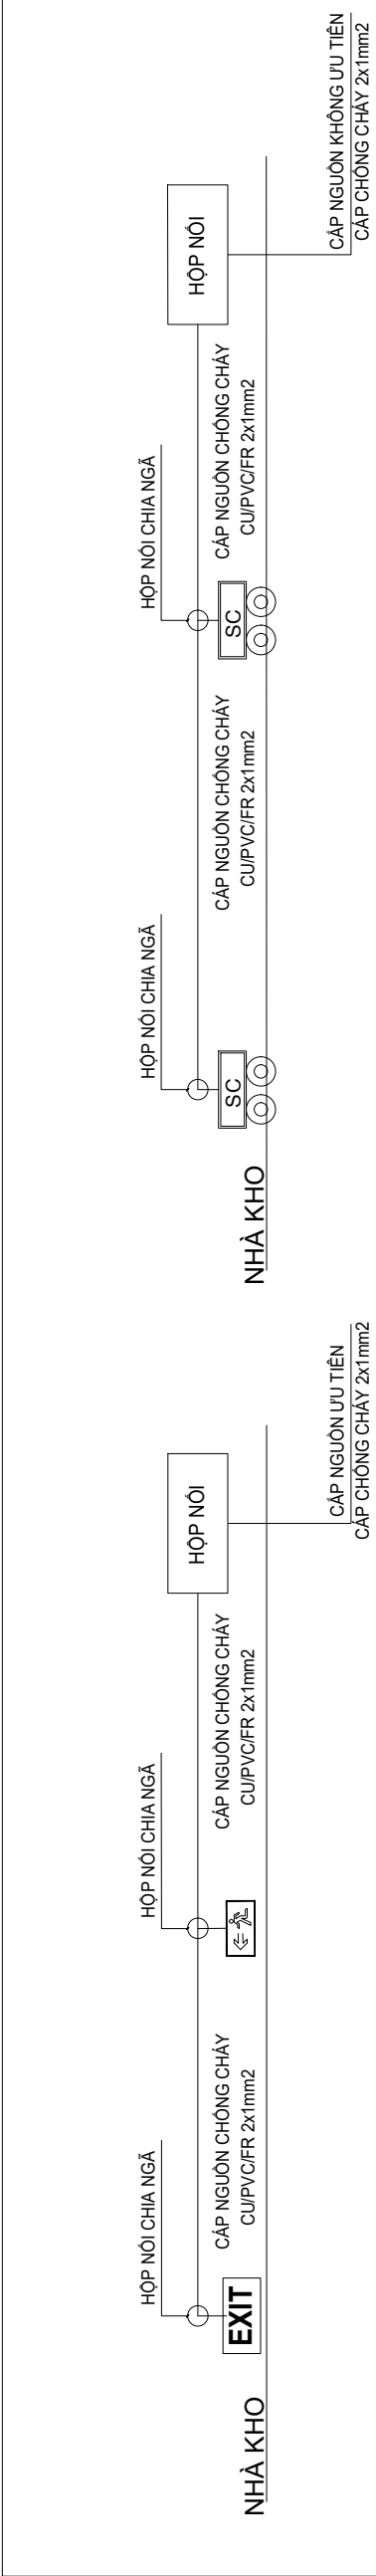 HỘP NỐI CHIA NGÃ
HỘP NỐI CHIA NGÃ
HỘP NỐI
EXIT
CÁP NGUỒN CHỐNG CHÁY
CU/PVC/FR 2x1mm2
CÁP NGUỒN CHỐNG CHÁY
CU/PVC/FR 2x1mm2
NHÀ KHO
CÁP NGUỒN ƯU TIÊN
CÁP CHỐNG CHÁY 2x1mm2
HỘP NỐI CHIA NGÃ
HỘP NỐI CHIA NGÃ
HỘP NỐI
SC
CÁP NGUỒN CHỐNG CHÁY
CU/PVC/FR 2x1mm2
SC
CÁP NGUỒN CHỐNG CHÁY
CU/PVC/FR 2x1mm2
NHÀ KHO
CÁP NGUỒN KHÔNG ƯU TIÊN
CÁP CHỐNG CHÁY 2x1mm2